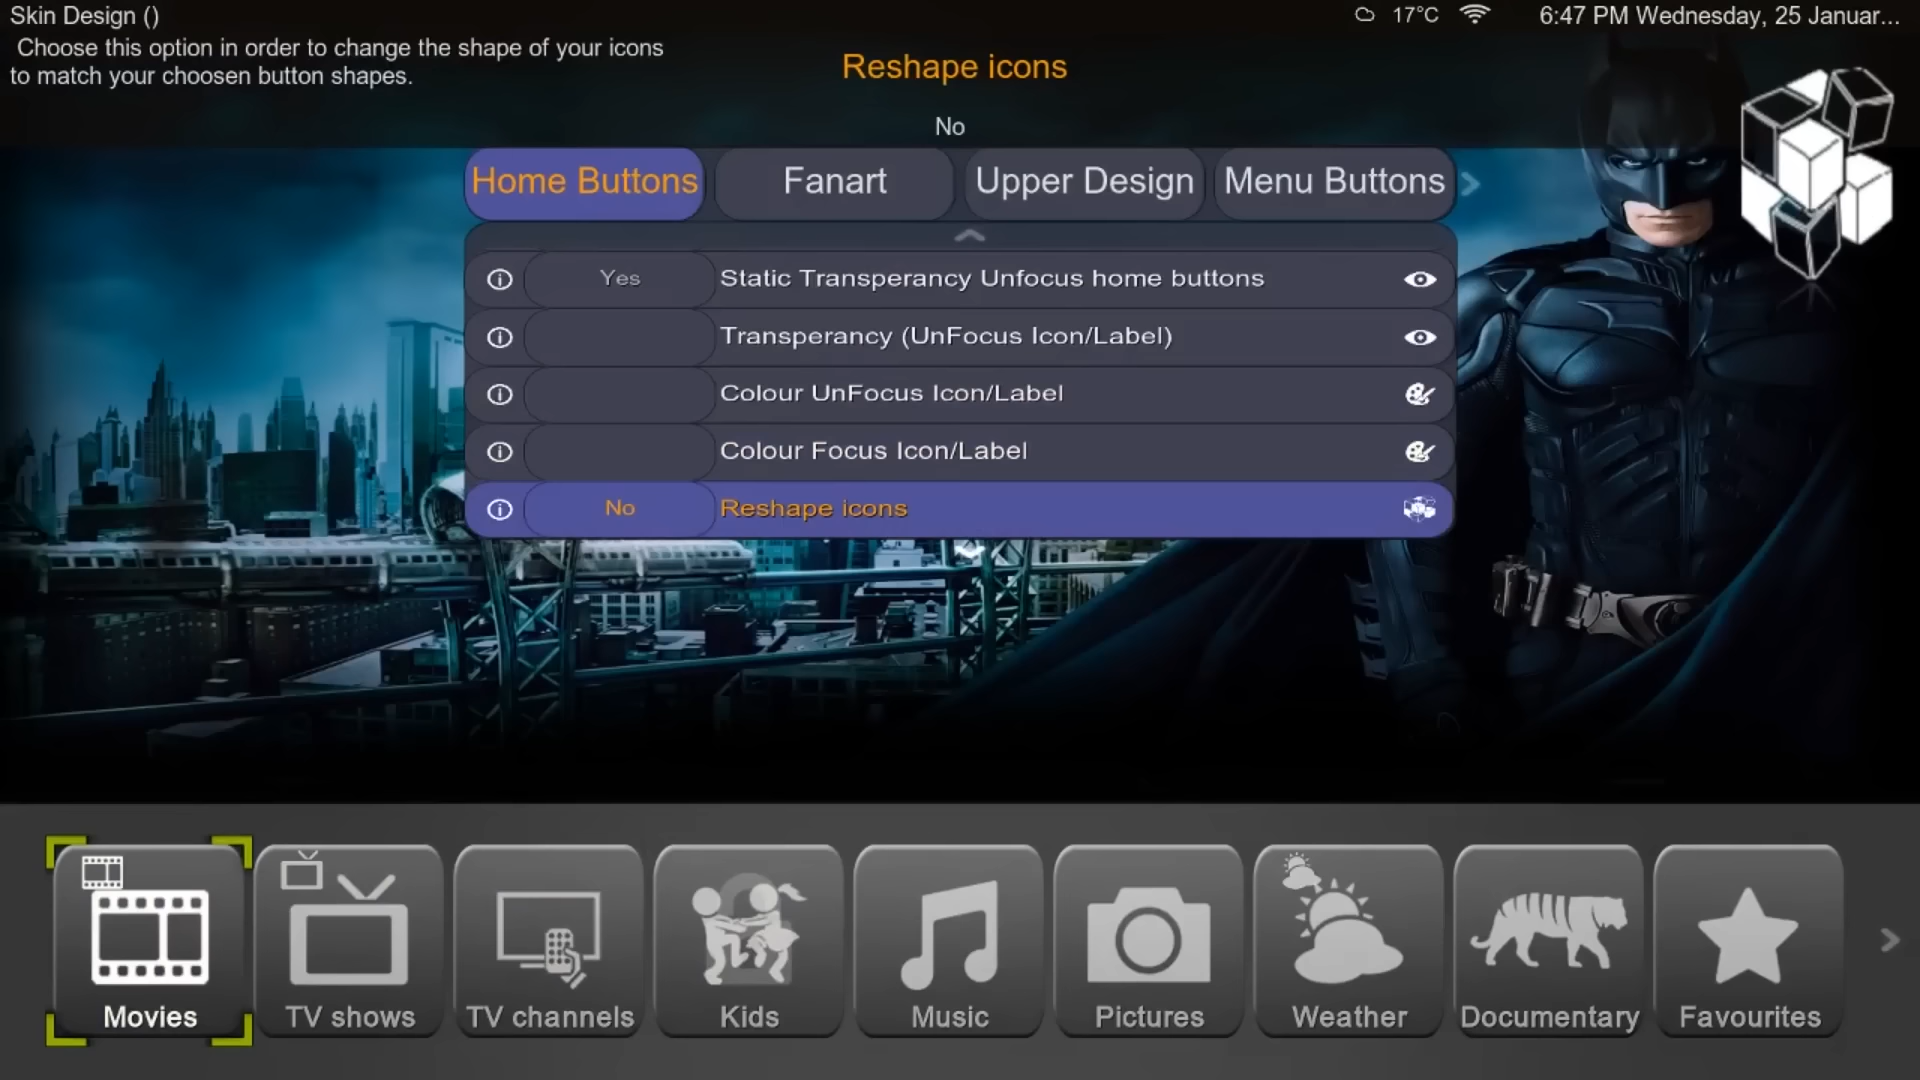 Skin Design ()
17°C
6:47 PM Wednesday, 25 Januar...
Choose this option in order to change the shape of your icons
to match your choosen button shapes.
Reshape icons
No
Home Buttons
Fanart
Upper Design
Menu Buttons
Yes
Static Transperancy Unfocus home buttons
Transperancy (UnFocus Icon/Label)
Colour UnFocus Icon/Label
Colour Focus Icon/Label
No
Reshape icons
Movies
TV shows
TV channels
Kids
Music
Pictures
Weather
Documentary
Favourites